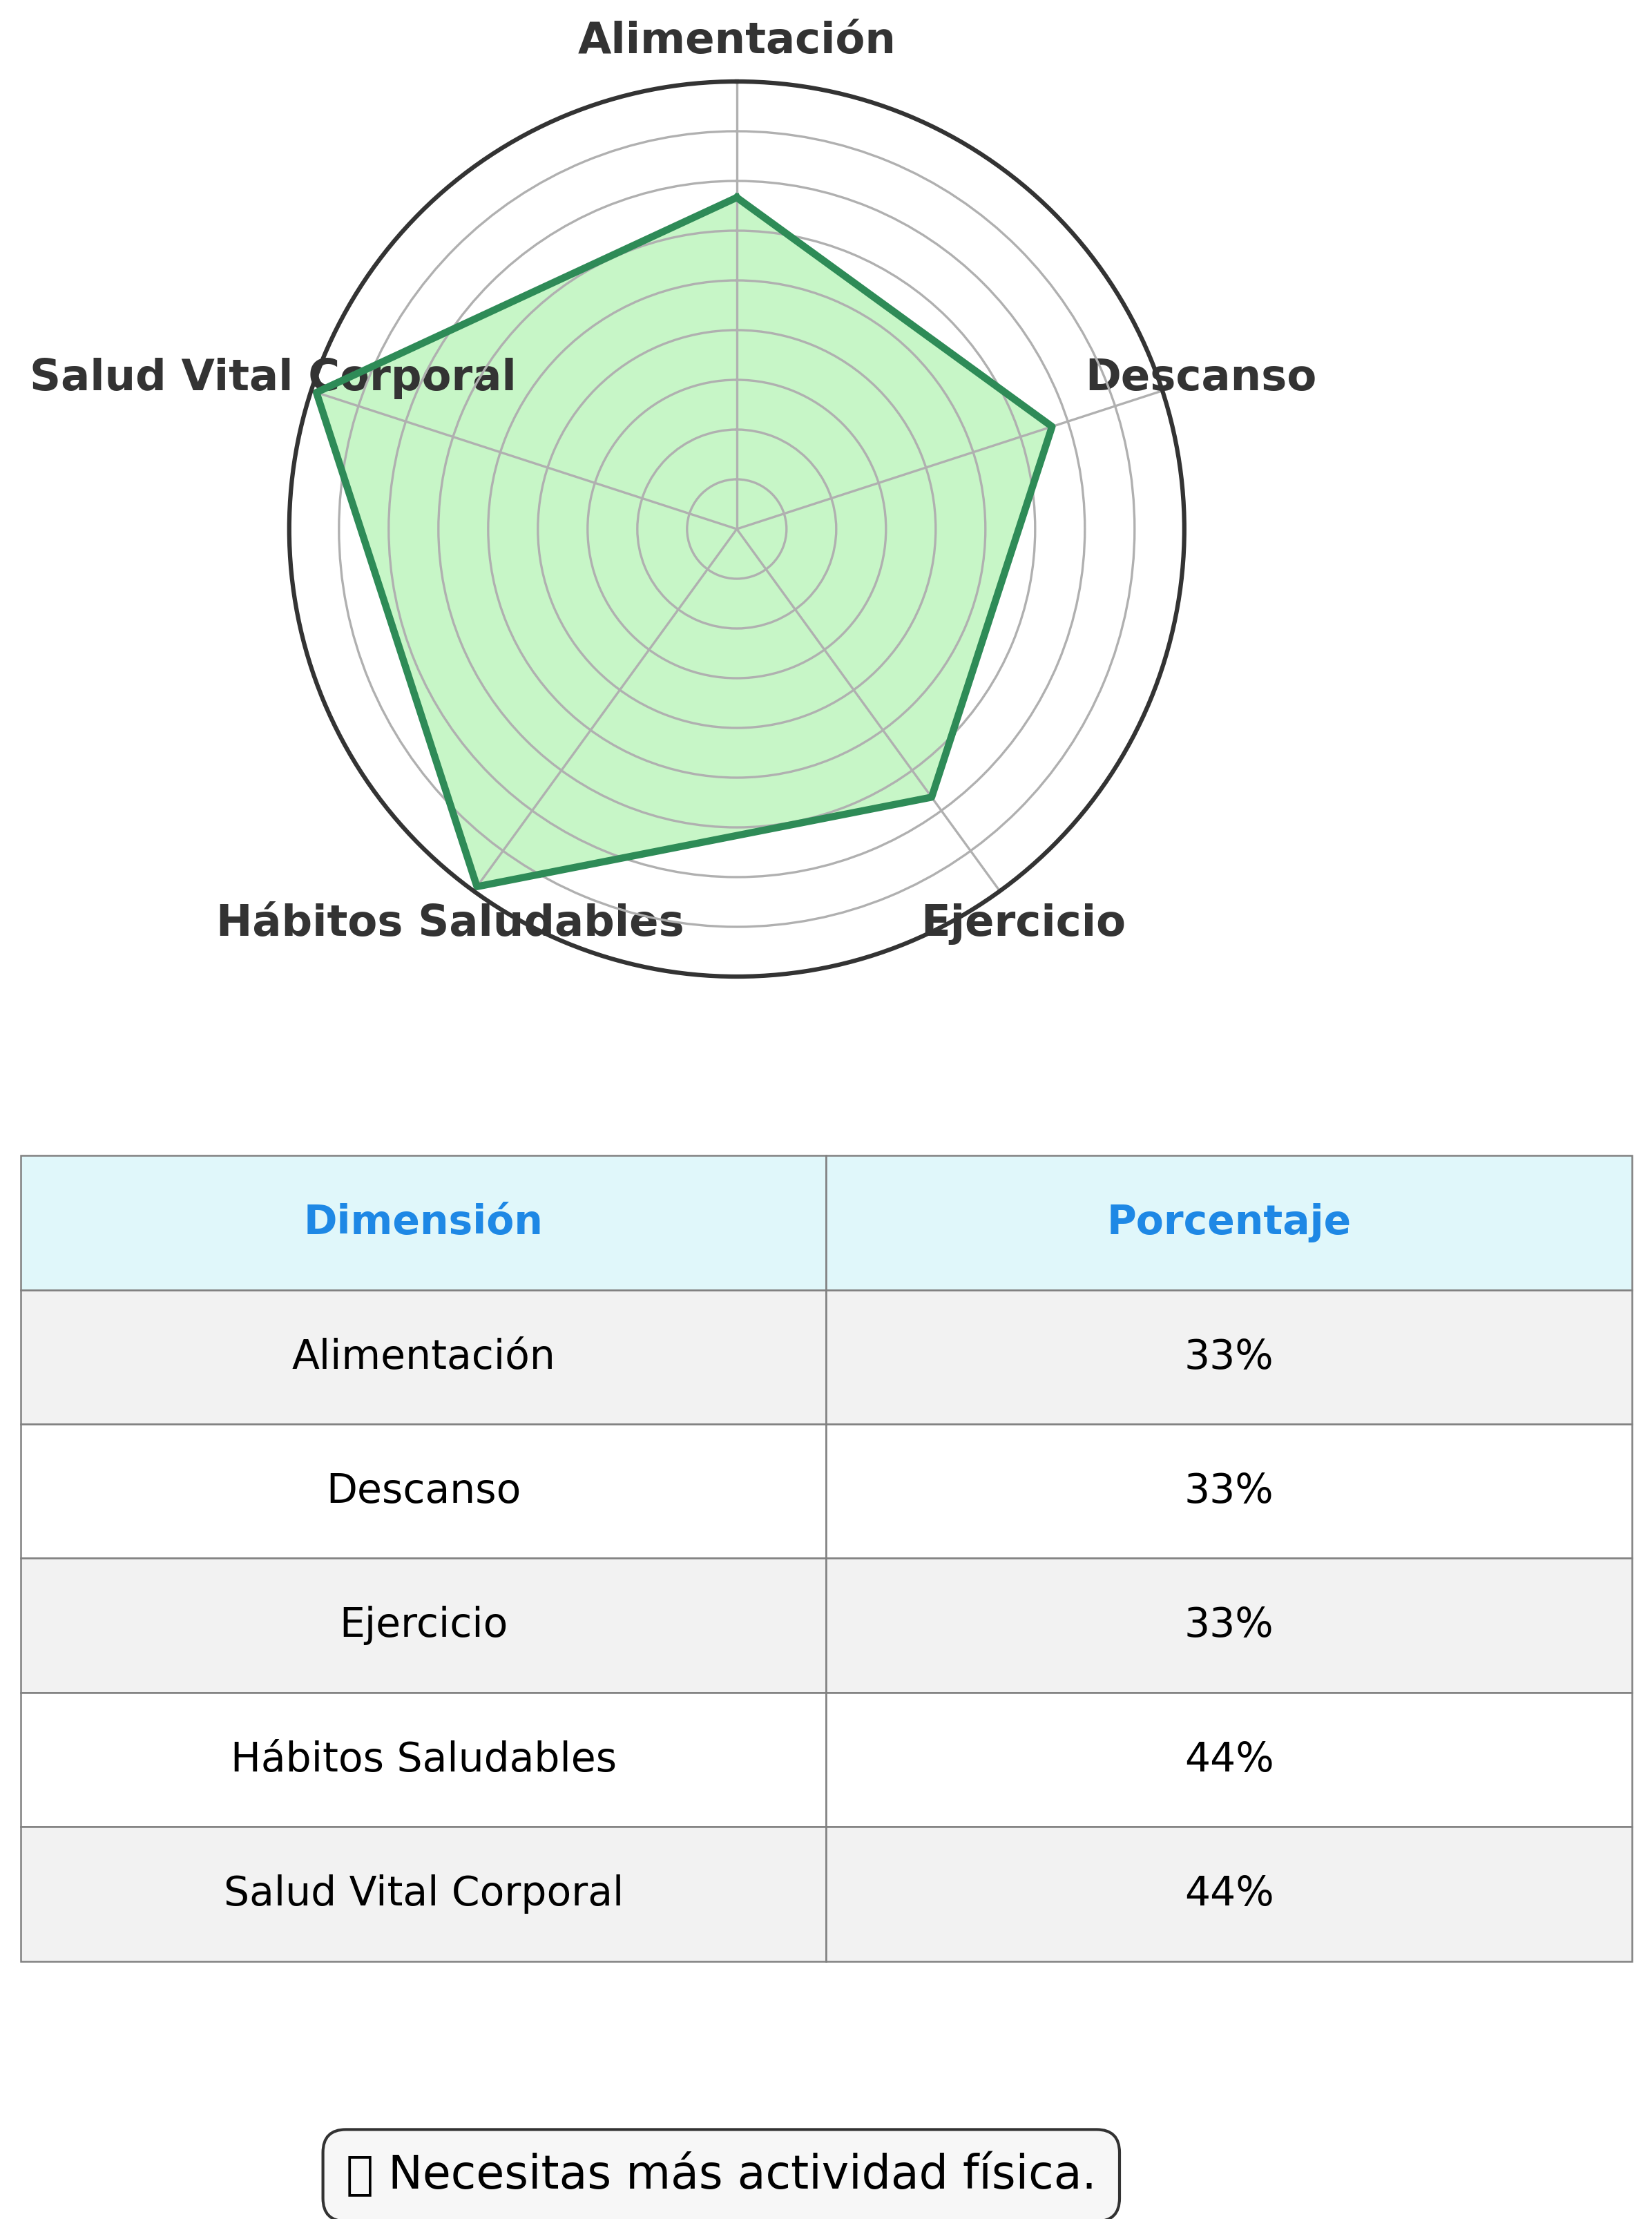 Alimentación
Salud Vital Corporal
Descanso
Hábitos Saludables
Ejercicio
Dimensión Porcentaje
Alimentación 33%
Descanso 33%
Ejercicio 33%
Hábitos Saludables 44%
Salud Vital Corporal 44%
Necesitas más actividad física.